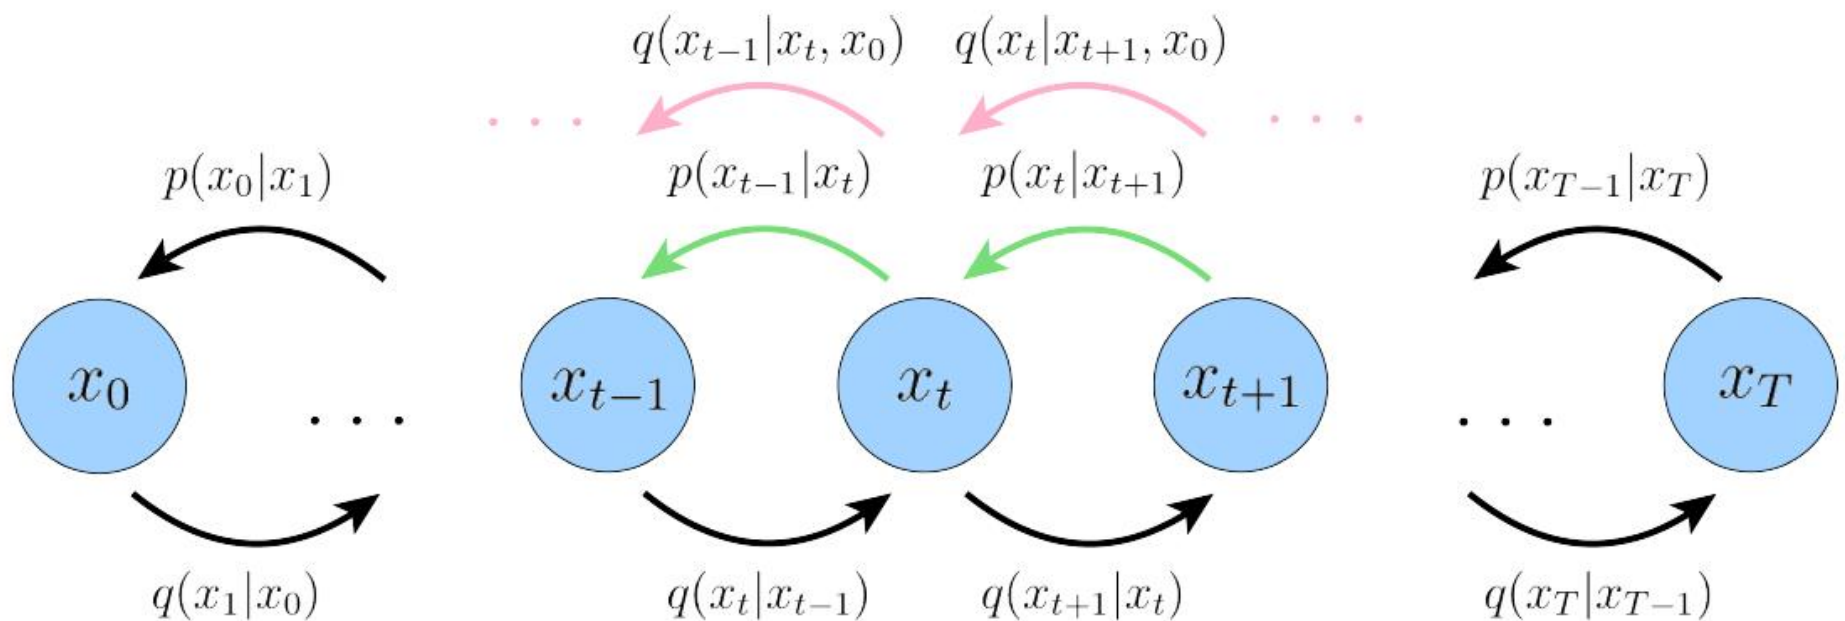 q(x_{t−1}|x_t, x_0) q(x_t|x_{t+1}, x_0)
. . . . . .
p(x_0|x_1) p(x_{t−1}|x_t) p(x_t|x_{t+1}) p(x_{T−1}|x_T)
x_0 . . . x_{t−1} x_t x_{t+1} . . . x_T
q(x_1|x_0) q(x_t|x_{t−1}) q(x_{t+1}|x_t) q(x_T|x_{T−1})